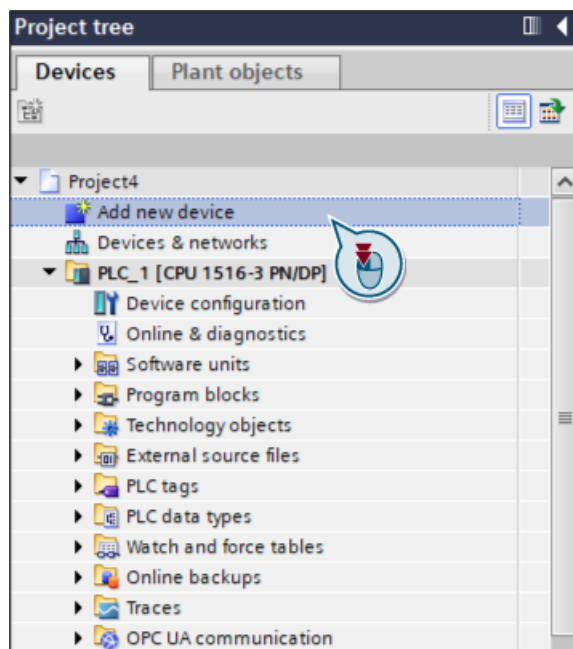 Project tree
Devices
Plant objects
Project4
Add new device
Devices & networks
PLC_1 [CPU 1516-3 PN/DP]
Device configuration
Online & diagnostics
Software units
Program blocks
Technology objects
External source files
PLC tags
PLC data types
Watch and force tables
Online backups
Traces
OPC UA communication